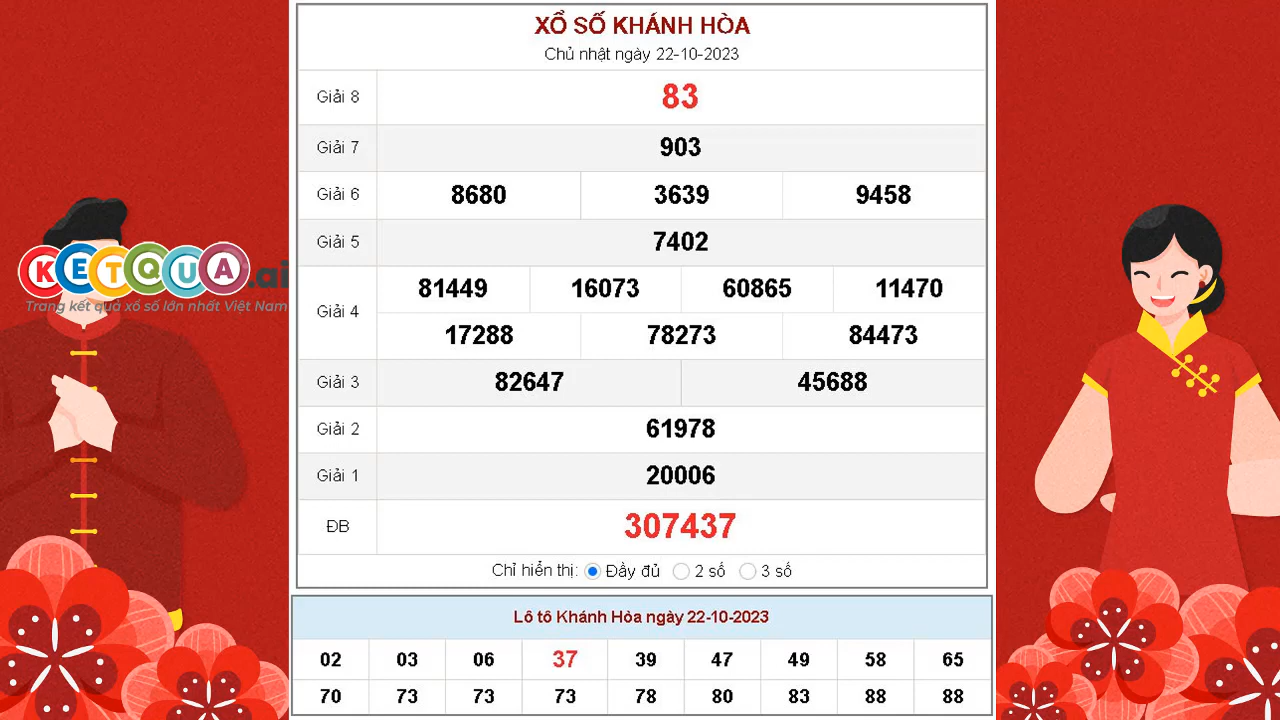 XỔ SỐ KHÁNH HÒA
Chủ nhật ngày 22-10-2023
Giải 8 83
Giải 7 903
Giải 6 8680 3639 9458
Giải 5 7402
Giải 4 81449 16073 60865 11470
17288 78273 84473
Giải 3 82647 45688
Giải 2 61978
Giải 1 20006
ĐB 307437
Chỉ hiển thị: Đầy đủ 2 số 3 số
Lô tô Khánh Hòa ngày 22-10-2023
02 03 06 37 39 47 49 58 65
70 73 73 73 78 80 83 88 88
KETQUA.ai
Trang kết quả xổ số lớn nhất Việt Nam